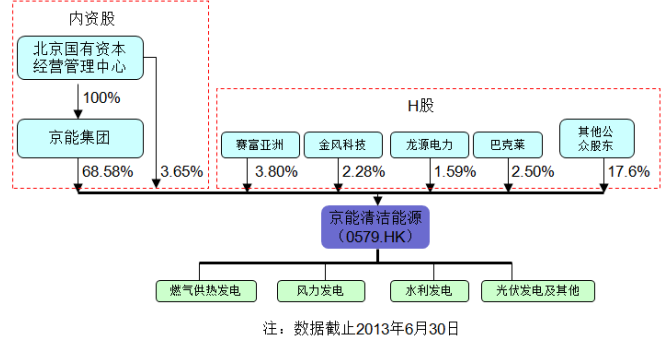 内资股
北京国有资本
经营管理中心
100%
京能集团
68.58%
3.65%
H股
赛富亚洲
金风科技
龙源电力
巴克莱
其他公
众股东
3.80%
2.28%
1.59%
2.50%
17.6%
京能清洁能源
（0579.HK）
燃气供热发电
风力发电
水利发电
光伏发电及其他
注：数据截止2013年6月30日